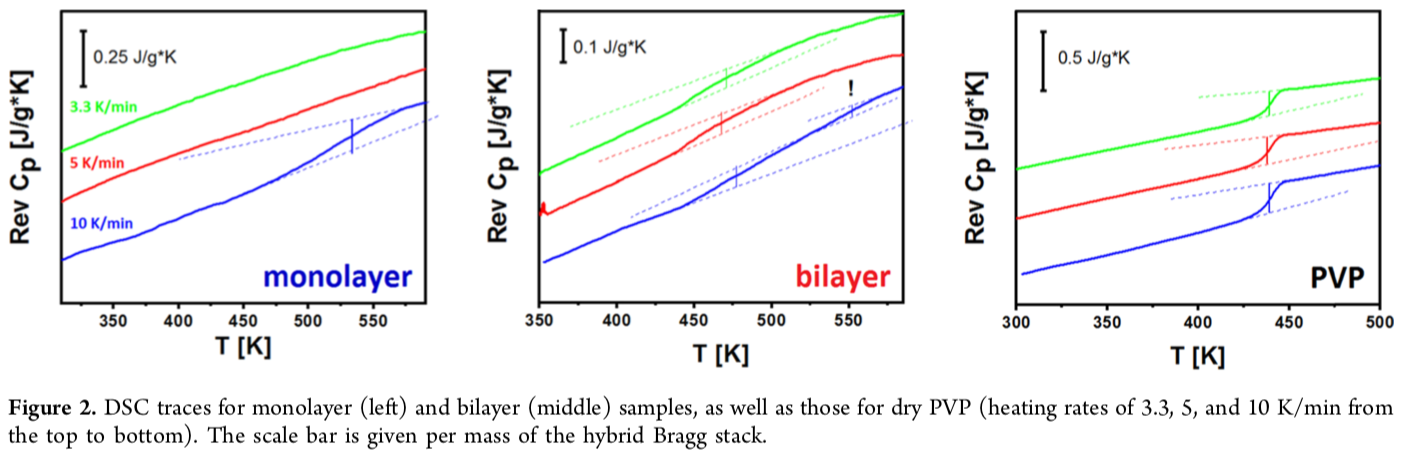 Rev Cp [J/g*K]
0.25 J/g*K
3.3 K/min
5 K/min
10 K/min
monolayer
350 400 450 500 550
T [K]
Rev Cp [J/g*K]
0.1 J/g*K
!
bilayer
350 400 450 500 550
T [K]
Rev Cp [J/g*K]
0.5 J/g*K
PVP
300 350 400 450 500
T [K]
Figure 2. DSC traces for monolayer (left) and bilayer (middle) samples, as well as those for dry PVP (heating rates of 3.3, 5, and 10 K/min from
the top to bottom). The scale bar is given per mass of the hybrid Bragg stack.